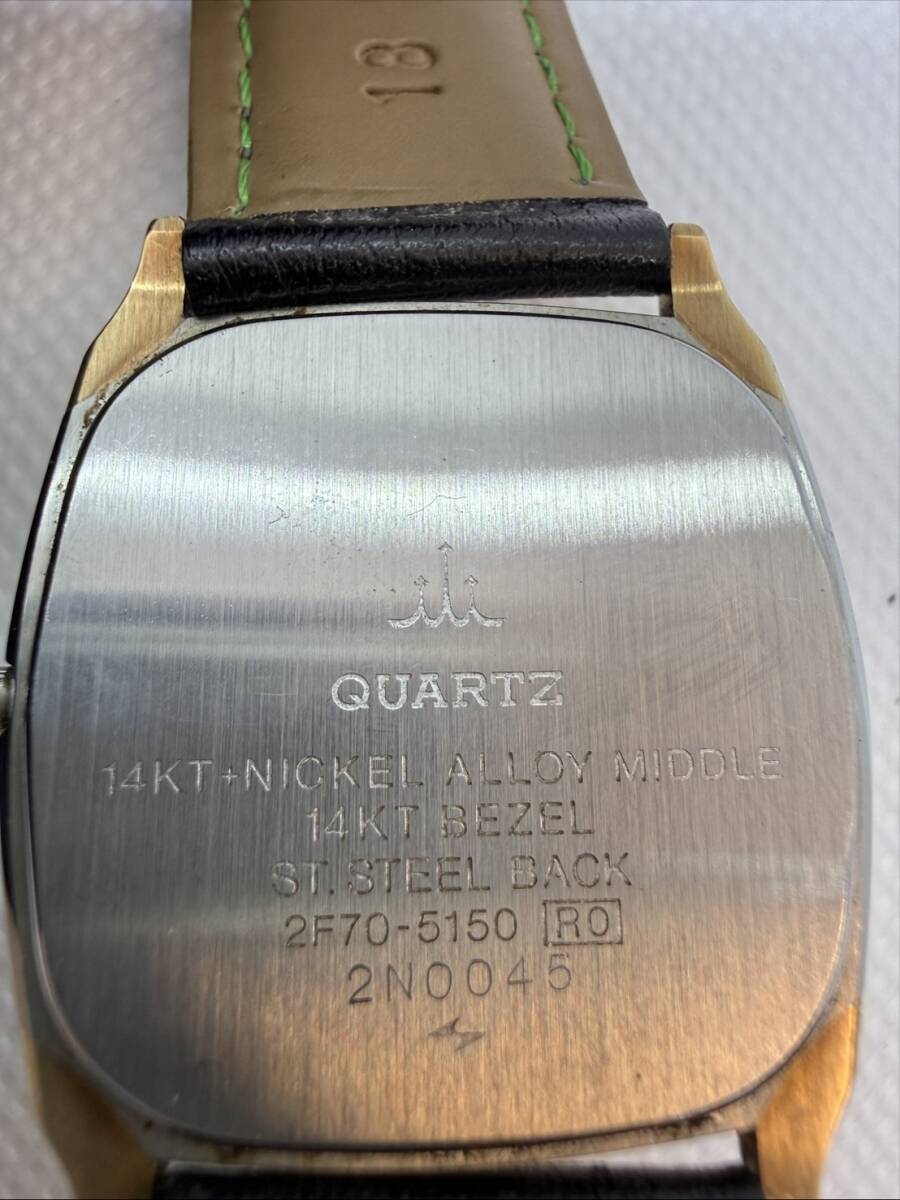 18
QUARTZ
14KT+NICKEL ALLOY MIDDLE
14KT BEZEL
ST.STEEL BACK
2F70-5150 RO
2N0045